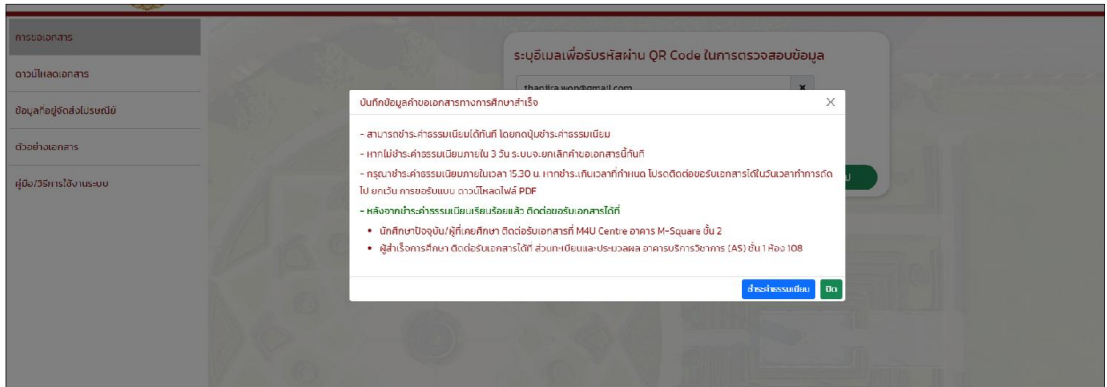 การขอเอกสาร
ดาวน์โหลดเอกสาร
ข้อมูลที่อยู่จัดส่งไปรษณีย์
ตัวอย่างเอกสาร
คู่มือ/วิธีการใช้งานระบบ
ระบุอีเมลเพื่อรับรหัสผ่าน QR Code ในการตรวจสอบข้อมูล
บันทึกข้อมูลคำขอเอกสารทางการศึกษาสำเร็จ
- สามารถชำระค่าธรรมเนียมได้ทันที โดยกดปุ่มชำระค่าธรรมเนียม
- หากไม่ชำระค่าธรรมเนียมภายใน 3 วัน ระบบจะยกเลิกคำขอเอกสารนี้ทันที
- กรุณาชำระค่าธรรมเนียมภายในเวลา 15.30 น. หากชำระเกินเวลาที่กำหนด โปรดติดต่อขอรับเอกสารได้ในวันเวลาทำการถัด
ไป ยกเว้น การขอรับแบบ ดาวน์โหลดไฟล์ PDF
- หลังจากชำระค่าธรรมเนียมเรียบร้อยแล้ว ติดต่อขอรับเอกสารได้ที่
• นักศึกษาปัจจุบัน/ผู้ที่เคยศึกษา ติดต่อรับเอกสารที่ M4U Centre อาคาร M-Square ชั้น 2
• ผู้สำเร็จการศึกษา ติดต่อรับเอกสารได้ที่ ส่วนทะเบียนและประมวลผล อาคารบริการวิชาการ (AS) ชั้น 1 ห้อง 108
ชำระค่าธรรมเนียม ปิด